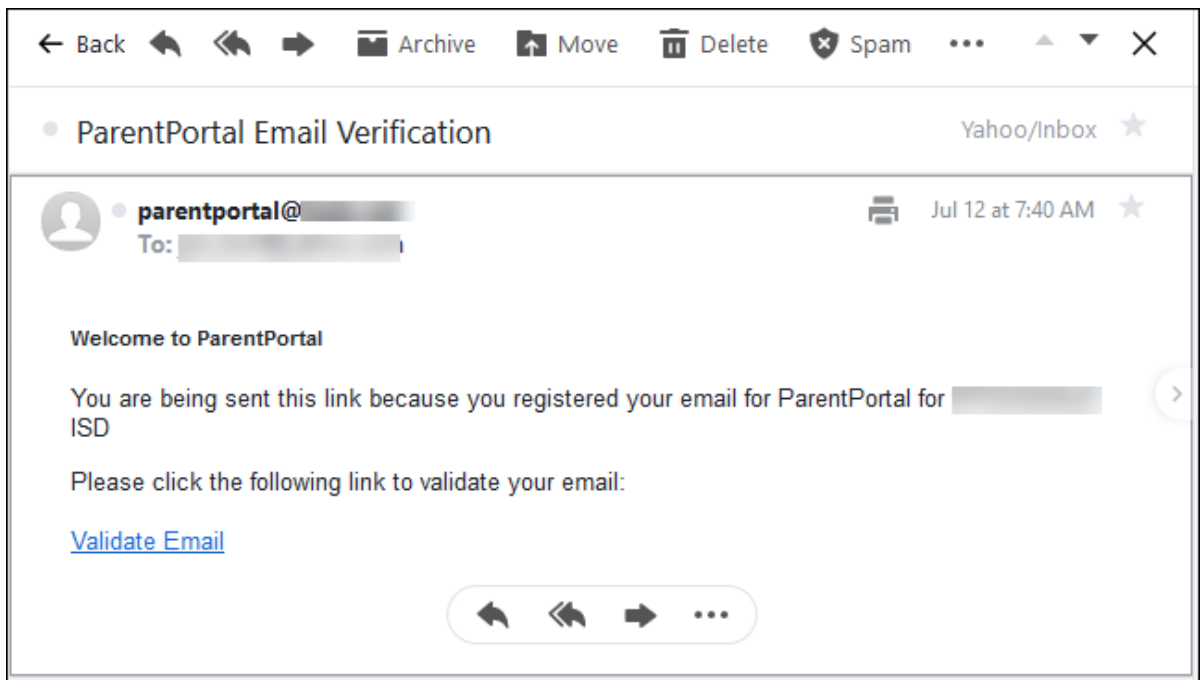 Back Archive Move Delete Spam
ParentPortal Email Verification Yahoo/Inbox
parentportal@ Jul 12 at 7:40 AM
To:
Welcome to ParentPortal
You are being sent this link because you registered your email for ParentPortal for
ISD
Please click the following link to validate your email:
Validate Email